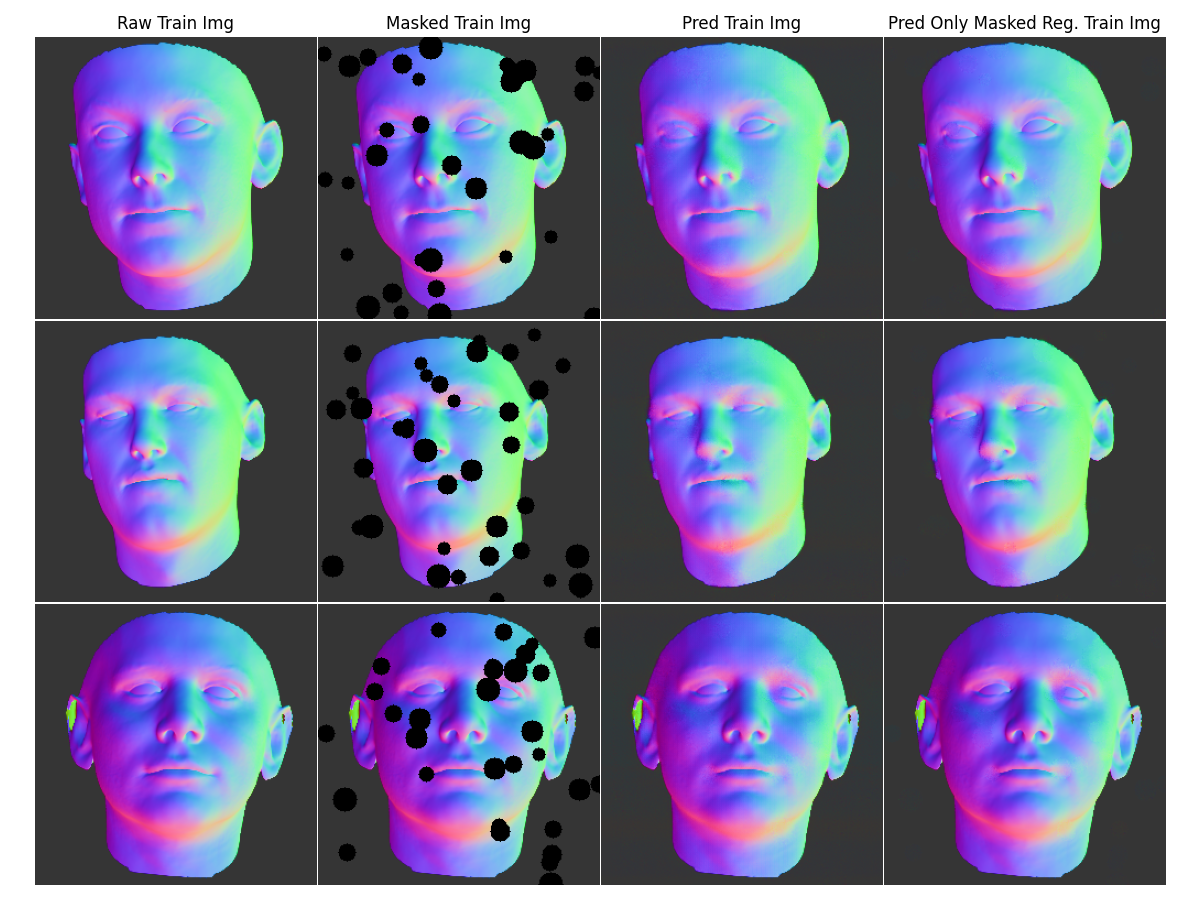 Raw Train Img
Masked Train Img
Pred Train Img
Pred Only Masked Reg. Train Img